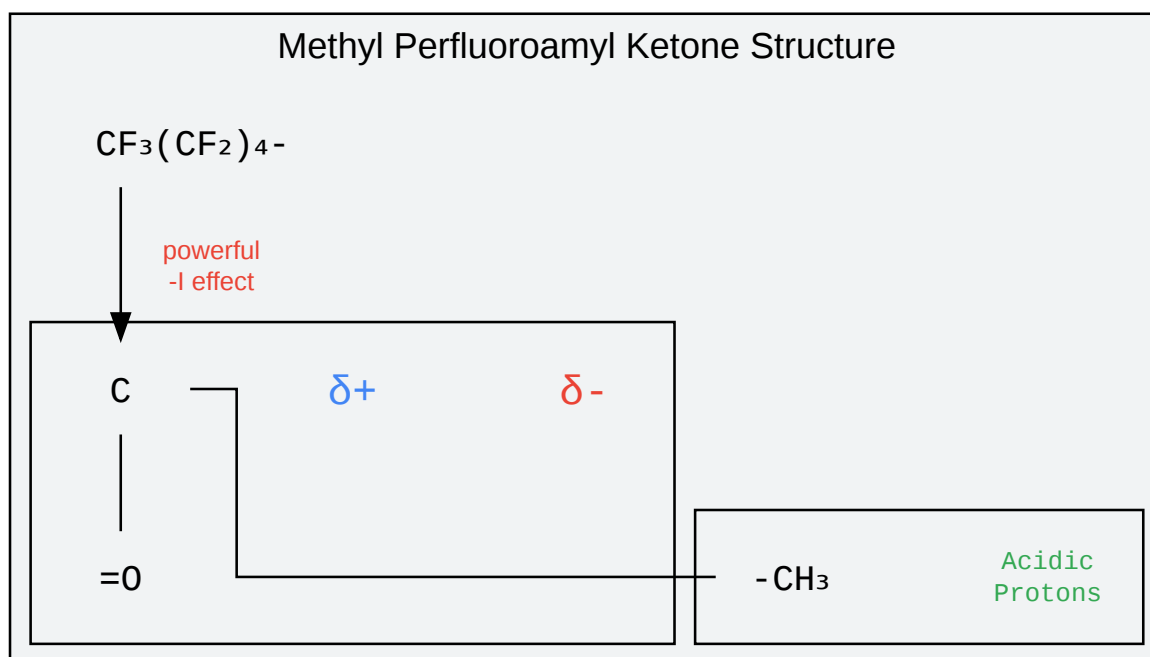 Methyl Perfluoroamyl Ketone Structure
CF₃(CF₂)₄-
powerful
-I effect
C
δ+
δ-
=O
-CH₃
Acidic
Protons